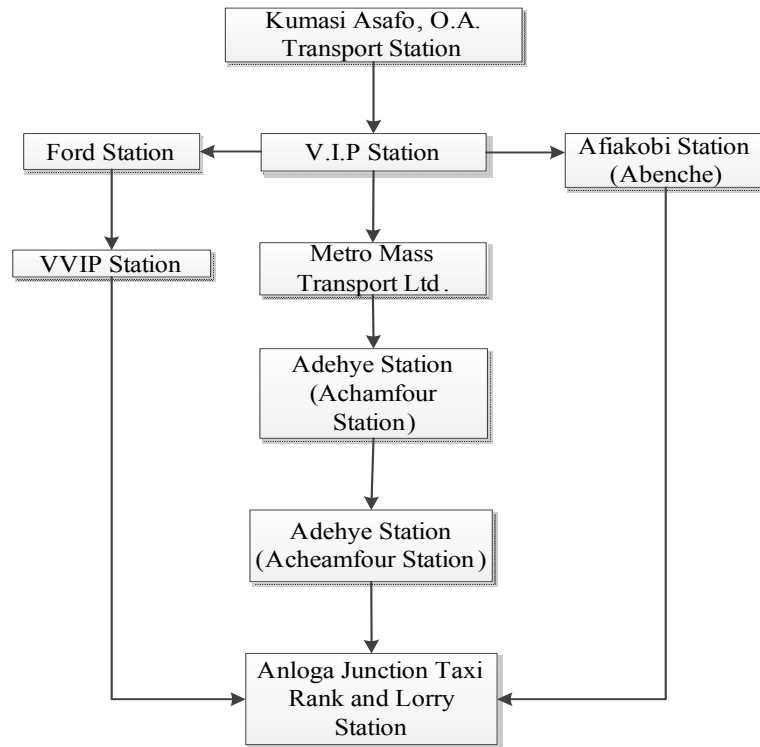 Kumasi Asafo, O.A.
Transport Station
Ford Station
V.I.P Station
Afiakobi Station
(Abenche)
VVIP Station
Metro Mass
Transport Ltd.
Adehye Station
(Achamfour
Station)
Adehye Station
(Acheamfour Station)
Anloga Junction Taxi
Rank and Lorry
Station